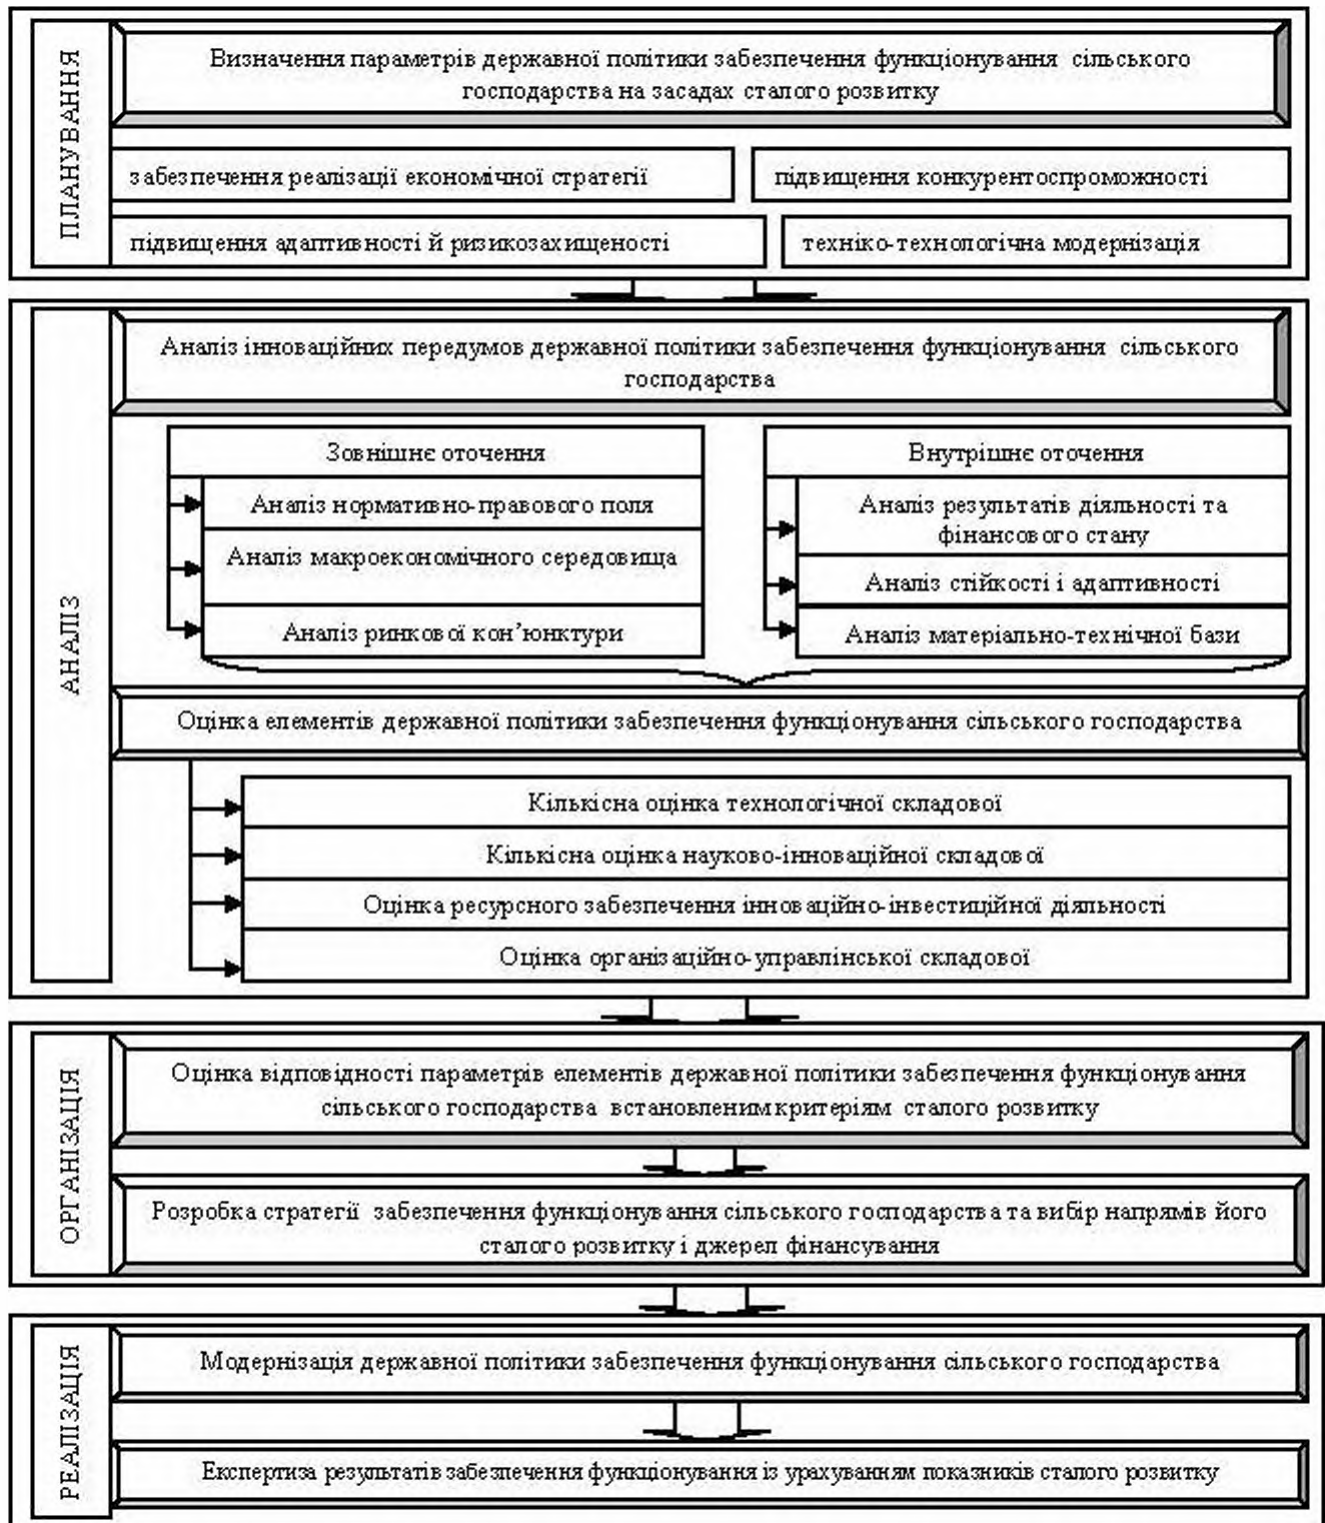 ПЛАНУВАННЯ
Визначення параметрів державної політики забезпечення функціонування сільського
господарства на засадах сталого розвитку
забезпечення реалізації економічної стратегії
підвищення конкурентоспроможності
підвищення адаптивності й ризикозахищеності
техніко-технологічна модернізація
АНАЛІЗ
Аналіз інноваційних передумов державної політики забезпечення функціонування сільського
господарства
Зовнішнє оточення
Аналіз нормативно-правового поля
Аналіз макроекономічного середовища
Аналіз ринкової кон’юнктури
Внутрішнє оточення
Аналіз результатів діяльності та
фінансового стану
Аналіз стійкості і адаптивності
Аналіз матеріально-технічної бази
Оцінка елементів державної політики забезпечення функціонування сільського господарства
Кількісна оцінка технологічної складової
Кількісна оцінка науково-інноваційної складової
Оцінка ресурсного забезпечення інноваційно-інвестиційної діяльності
Оцінка організаційно-управлінської складової
ОРГАНІЗАЦІЯ
Оцінка відповідності параметрів елементів державної політики забезпечення функціонування
сільського господарства встановленим критеріям сталого розвитку
Розробка стратегії забезпечення функціонування сільського господарства та вибір напрямів його
сталого розвитку і джерел фінансування
РЕАЛІЗАЦІЯ
Модернізація державної політики забезпечення функціонування сільського господарства
Експертиза результатів забезпечення функціонування із урахуванням показників сталого розвитку